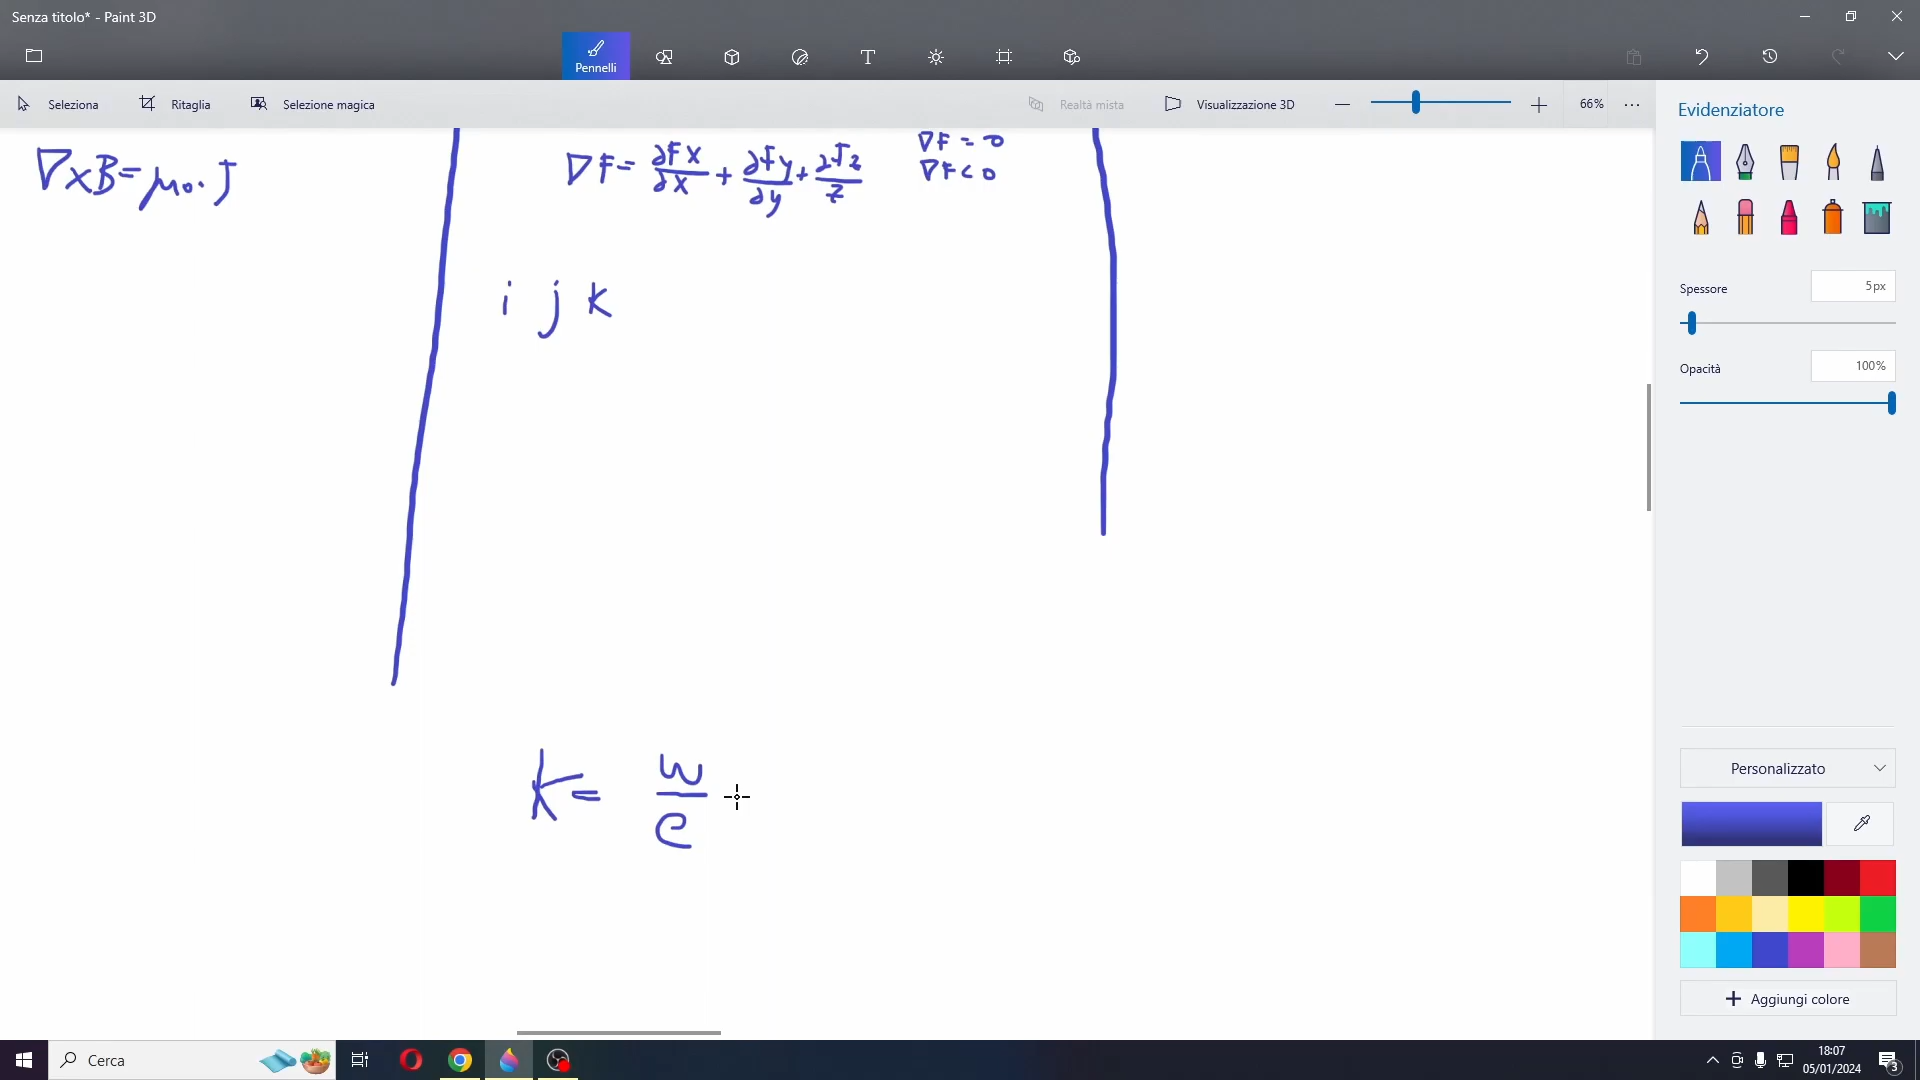 Senza titolo* - Paint 3D
Pennelli
Seleziona Ritaglia Selezione magica Realtà mista Visualizzazione 3D 66%
Evidenziatore
Spessore 5px
Opacità 100%
Personalizzato
Aggiungi colore
∇×B=μ₀·J
∇F= ∂Fx/∂x + ∂Fy/∂y + ∂Fz/z
∇F = 0
∇F < 0
i j k
k= w/e
Cerca
18:07
05/01/2024
3